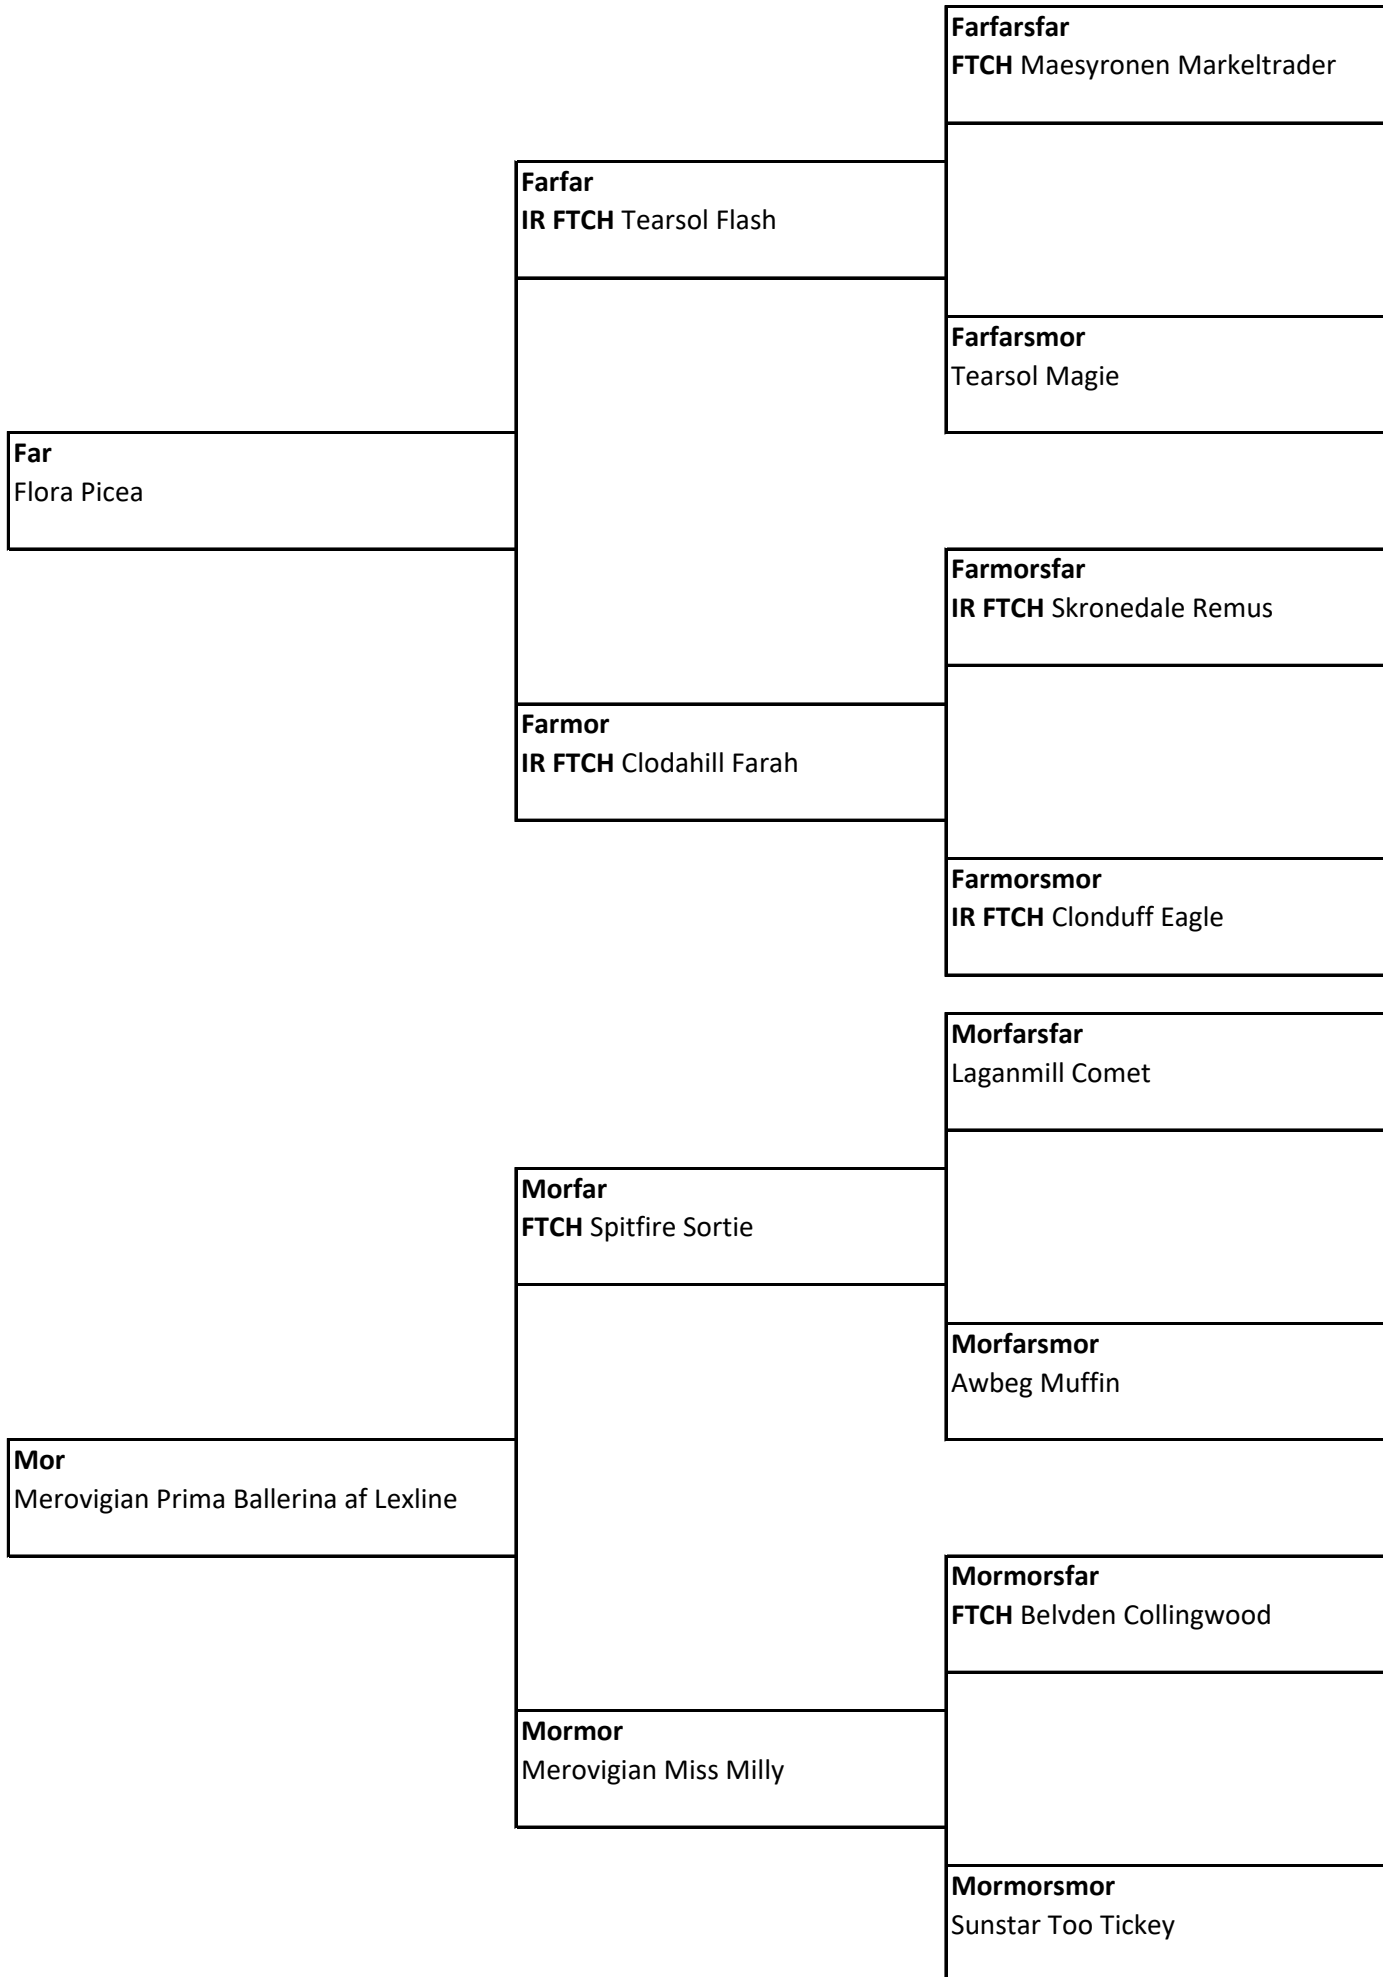 Farfarsfar
FTCH Maesyronen Markeltrader
Farfar
IR FTCH Tearsol Flash
Farfarsmor
Tearsol Magie
Far
Flora Picea
Farmorsfar
IR FTCH Skronedale Remus
Farmor
IR FTCH Clodahill Farah
Farmorsmor
IR FTCH Clonduff Eagle
Morfarsfar
Laganmill Comet
Morfar
FTCH Spitfire Sortie
Morfarsmor
Awbeg Muffin
Mor
Merovigian Prima Ballerina af Lexline
Mormorsfar
FTCH Belvden Collingwood
Mormor
Merovigian Miss Milly
Mormorsmor
Sunstar Too Tickey